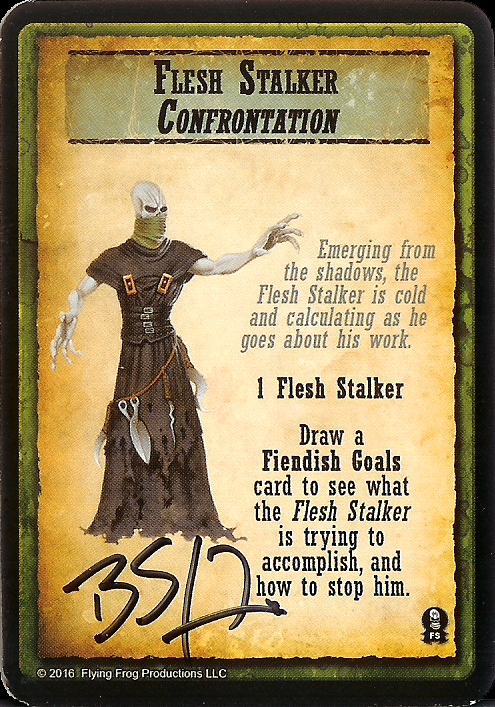 Flesh Stalker
Confrontation
Emerging from
the shadows, the
Flesh Stalker is cold
and calculating as he
goes about his work.
1 Flesh Stalker
Draw a
Fiendish Goals
card to see what
the Flesh Stalker
is trying to
accomplish, and
how to stop him.
FS
© 2016 Flying Frog Productions LLC